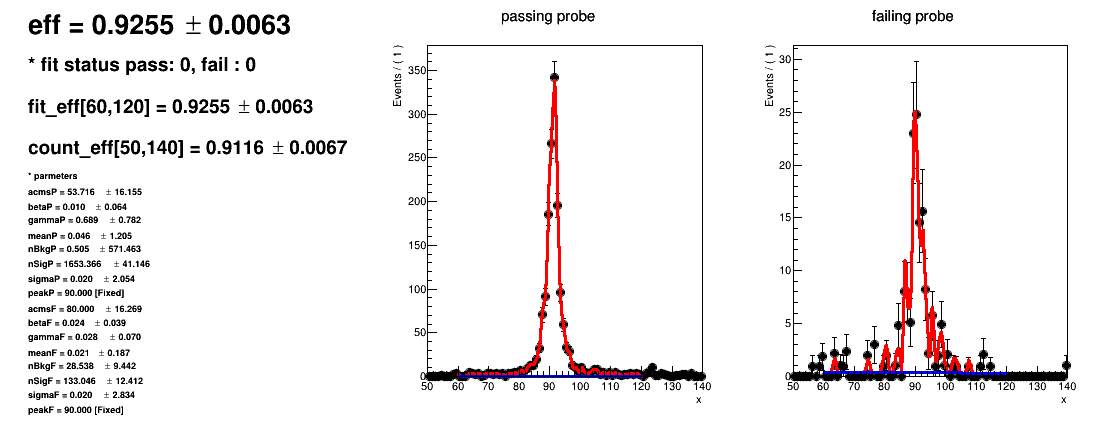 eff = 0.9255 ± 0.0063
* fit status pass: 0, fail : 0
fit_eff[60,120] = 0.9255 ± 0.0063
count_eff[50,140] = 0.9116 ± 0.0067
* parmeters
acmsP = 53.716 ± 16.155
betaP = 0.010 ± 0.064
gammaP = 0.689 ± 0.782
meanP = 0.046 ± 1.205
nBkgP = 0.505 ± 571.463
nSigP = 1653.366 ± 41.146
sigmaP = 0.020 ± 2.054
peakP = 90.000 [Fixed]
acmsF = 80.000 ± 16.269
betaF = 0.024 ± 0.039
gammaF = 0.028 ± 0.070
meanF = 0.021 ± 0.187
nBkgF = 28.538 ± 9.442
nSigF = 133.046 ± 12.412
sigmaF = 0.020 ± 2.834
peakF = 90.000 [Fixed]
passing probe
Events / ( 1 )
350
300
250
200
150
100
50
0
50 60 70 80 90 100 110 120 130 140
x
failing probe
Events / ( 1 )
30
25
20
15
10
5
0
50 60 70 80 90 100 110 120 130 140
x